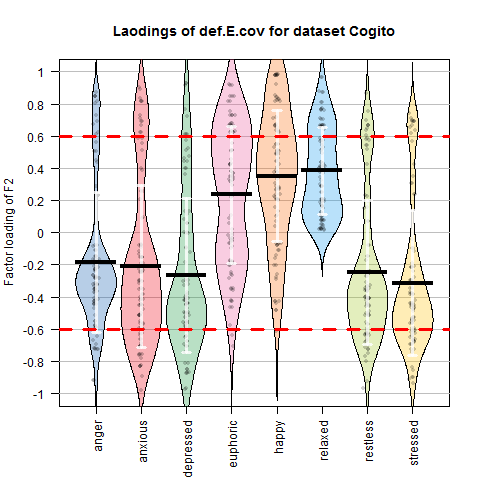 Laodings of def.E.cov for dataset Cogito
Factor loading of F2
1
0.8
0.6
0.4
0.2
0
-0.2
-0.4
-0.6
-0.8
-1
anger
anxious
depressed
euphoric
happy
relaxed
restless
stressed